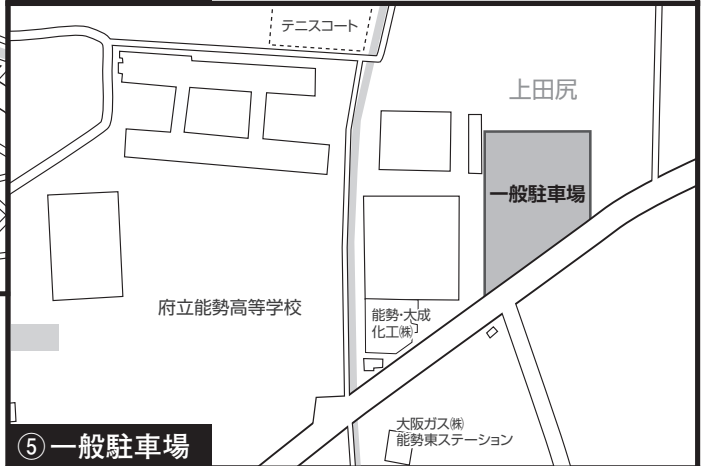 テニスコート
上田尻
一般駐車場
府立能勢高等学校
能勢・大成
化工㈱
大阪ガス㈱
能勢東ステーション
⑤一般駐車場